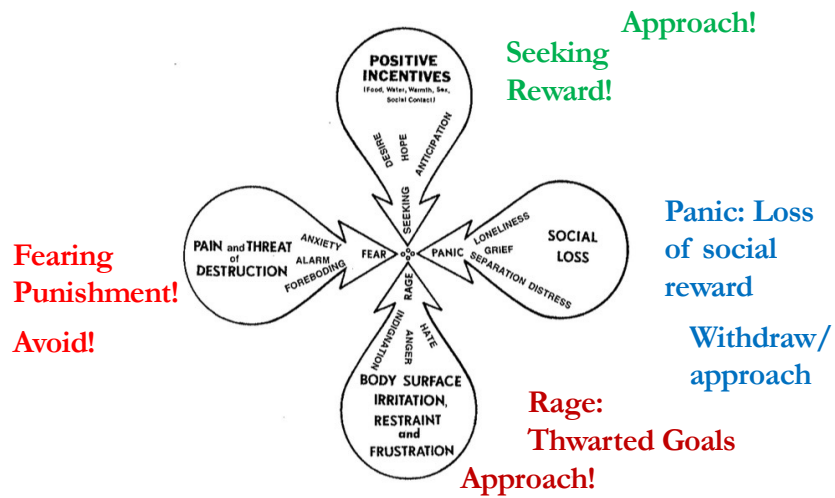 Approach!
Seeking
Reward!
POSITIVE
INCENTIVES
(Food, Water, Warmth, Sex,
Social Contact)
DESIRE
HOPE
ANTICIPATION
SEEKING
PAIN and THREAT
of
DESTRUCTION
ANXIETY
ALARM
FOREBODING
FEAR
PANIC
LONELINESS
GRIEF
SEPARATION DISTRESS
SOCIAL
LOSS
RAGE
INDIGNATION
ANGER
HATE
BODY SURFACE
IRRITATION,
RESTRAINT
and
FRUSTRATION
Fearing
Punishment!
Avoid!
Panic: Loss
of social
reward
Withdraw/
approach
Rage:
Thwarted Goals
Approach!